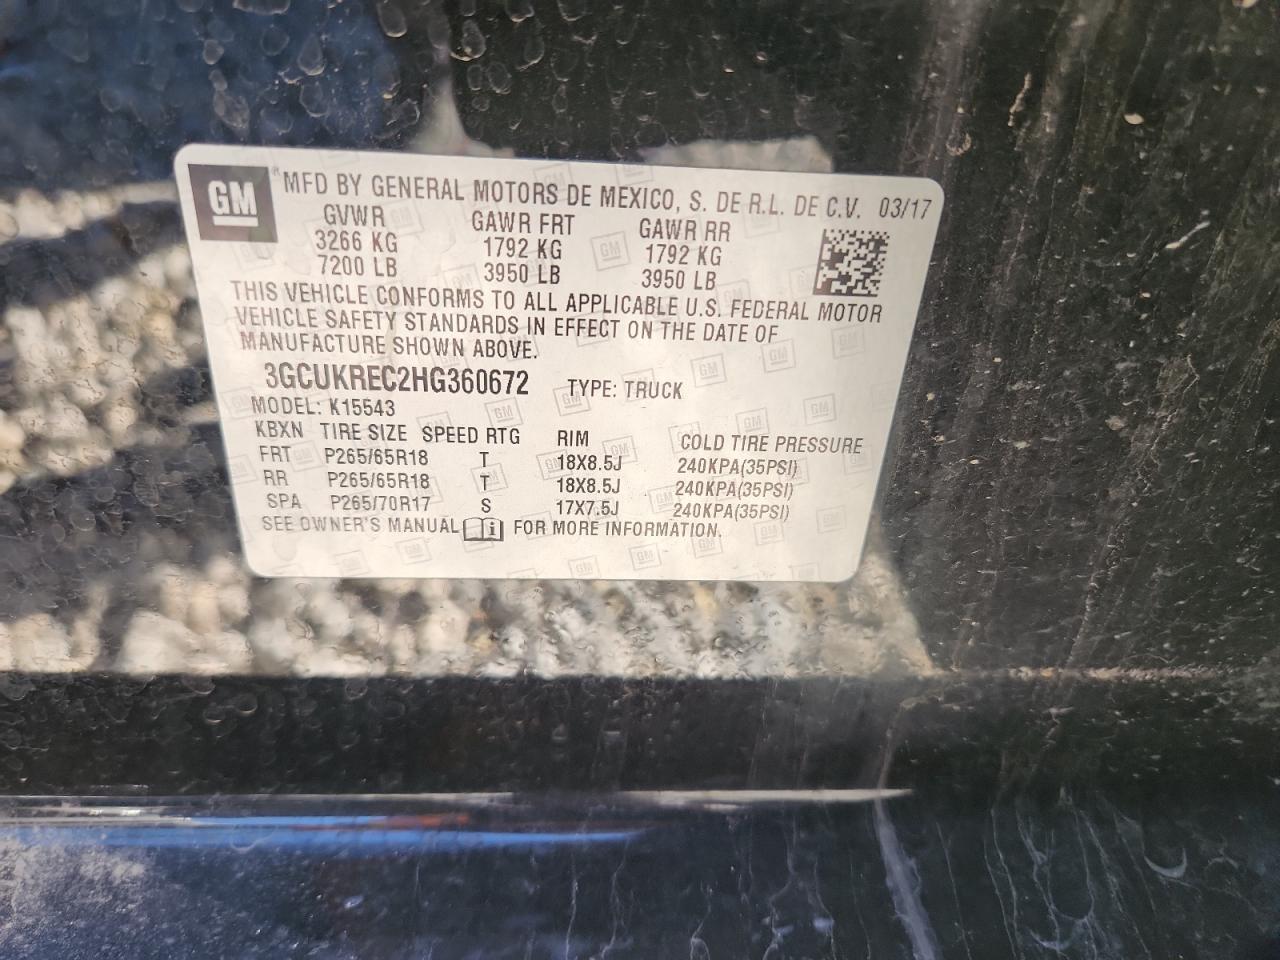 GM ® MFD BY GENERAL MOTORS DE MEXICO, S. DE R.L. DE C.V. 03/17
GVWR GAWR FRT GAWR RR
3266 KG 1792 KG 1792 KG
7200 LB 3950 LB 3950 LB
THIS VEHICLE CONFORMS TO ALL APPLICABLE U.S. FEDERAL MOTOR
VEHICLE SAFETY STANDARDS IN EFFECT ON THE DATE OF
MANUFACTURE SHOWN ABOVE.
3GCUKREC2HG360672 TYPE: TRUCK
MODEL: K15543
KBXN TIRE SIZE SPEED RTG RIM COLD TIRE PRESSURE
FRT P265/65R18 T 18X8.5J 240KPA(35PSI)
RR P265/65R18 T 18X8.5J 240KPA(35PSI)
SPA P265/70R17 S 17X7.5J 240KPA(35PSI)
SEE OWNER'S MANUAL i FOR MORE INFORMATION.